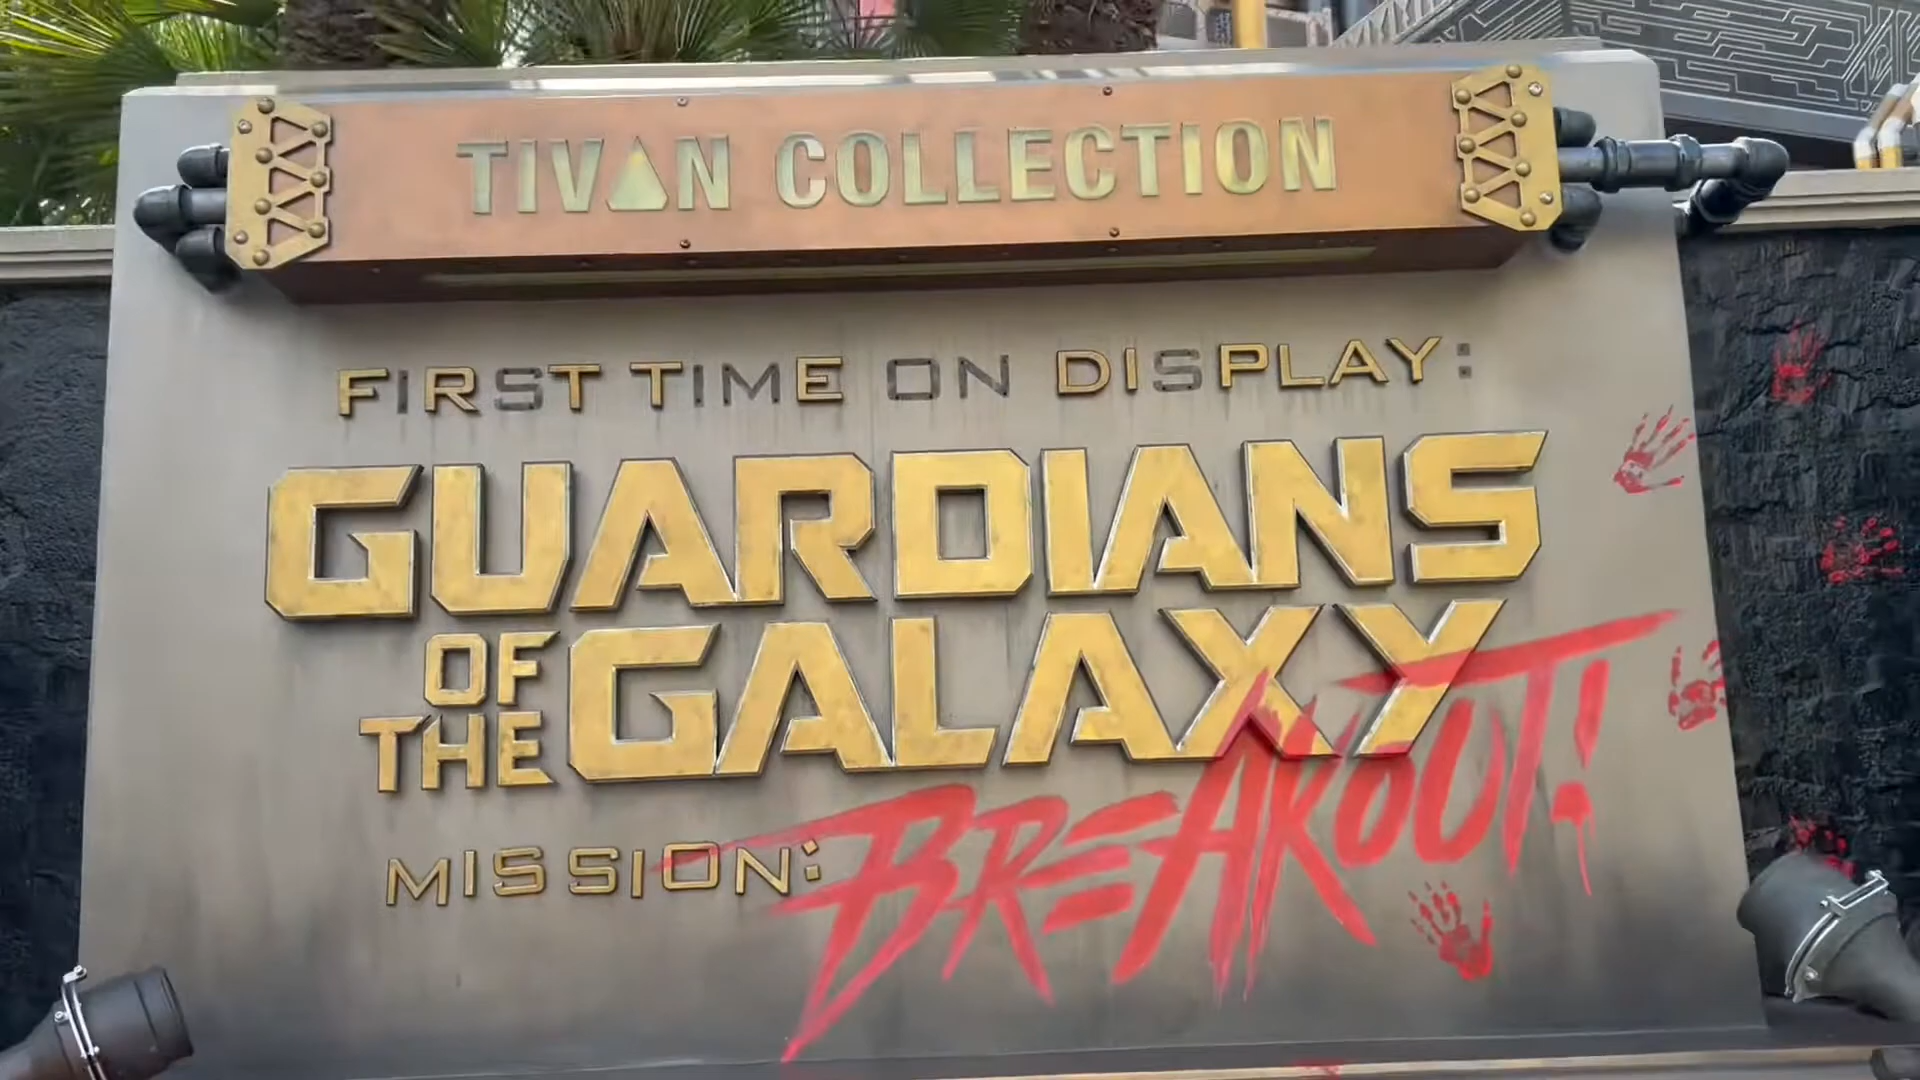 TIVAN COLLECTION
FIRST TIME ON DISPLAY:
GUARDIANS
OF THE GALAXY
MISSION: BREAKOUT!